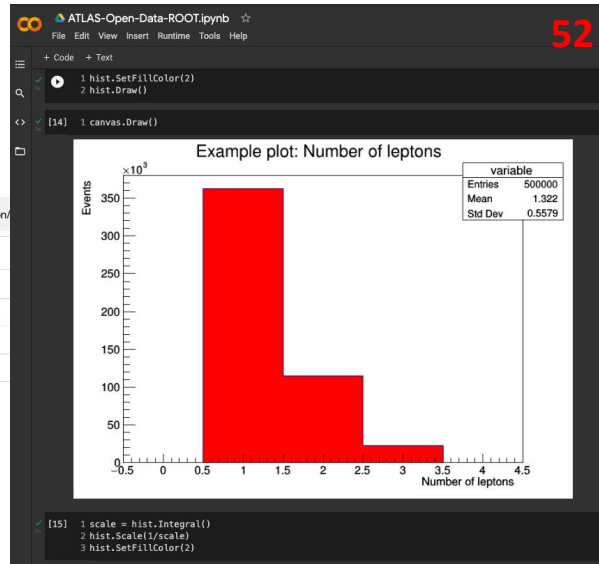 ATLAS-Open-Data-ROOT.ipynb
52
File Edit View Insert Runtime Tools Help
+ Code + Text
1 hist.SetFillColor(2)
0s
2 hist.Draw()
[14] 1 canvas.Draw()
0s
Example plot: Number of leptons
×10³
variable
Entries 500000
Mean 1.322
Std Dev 0.5579
Events
350
300
250
200
150
100
50
0
−0.5 0 0.5 1 1.5 2 2.5 3 3.5 4 4.5
Number of leptons
on/
[15] 1 scale = hist.Integral()
0s
2 hist.Scale(1/scale)
3 hist.SetFillColor(2)